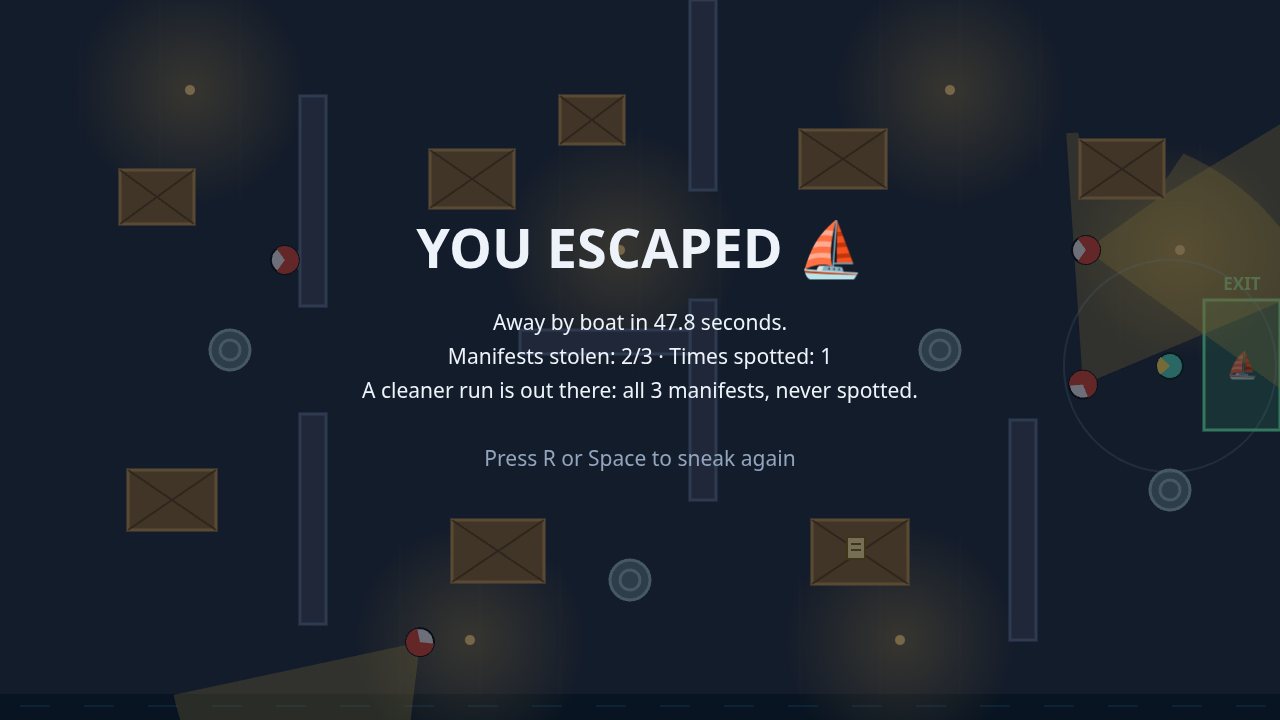 YOU ESCAPED ⛵
EXIT
Away by boat in 47.8 seconds.
Manifests stolen: 2/3 · Times spotted: 1
A cleaner run is out there: all 3 manifests, never spotted.
Press R or Space to sneak again